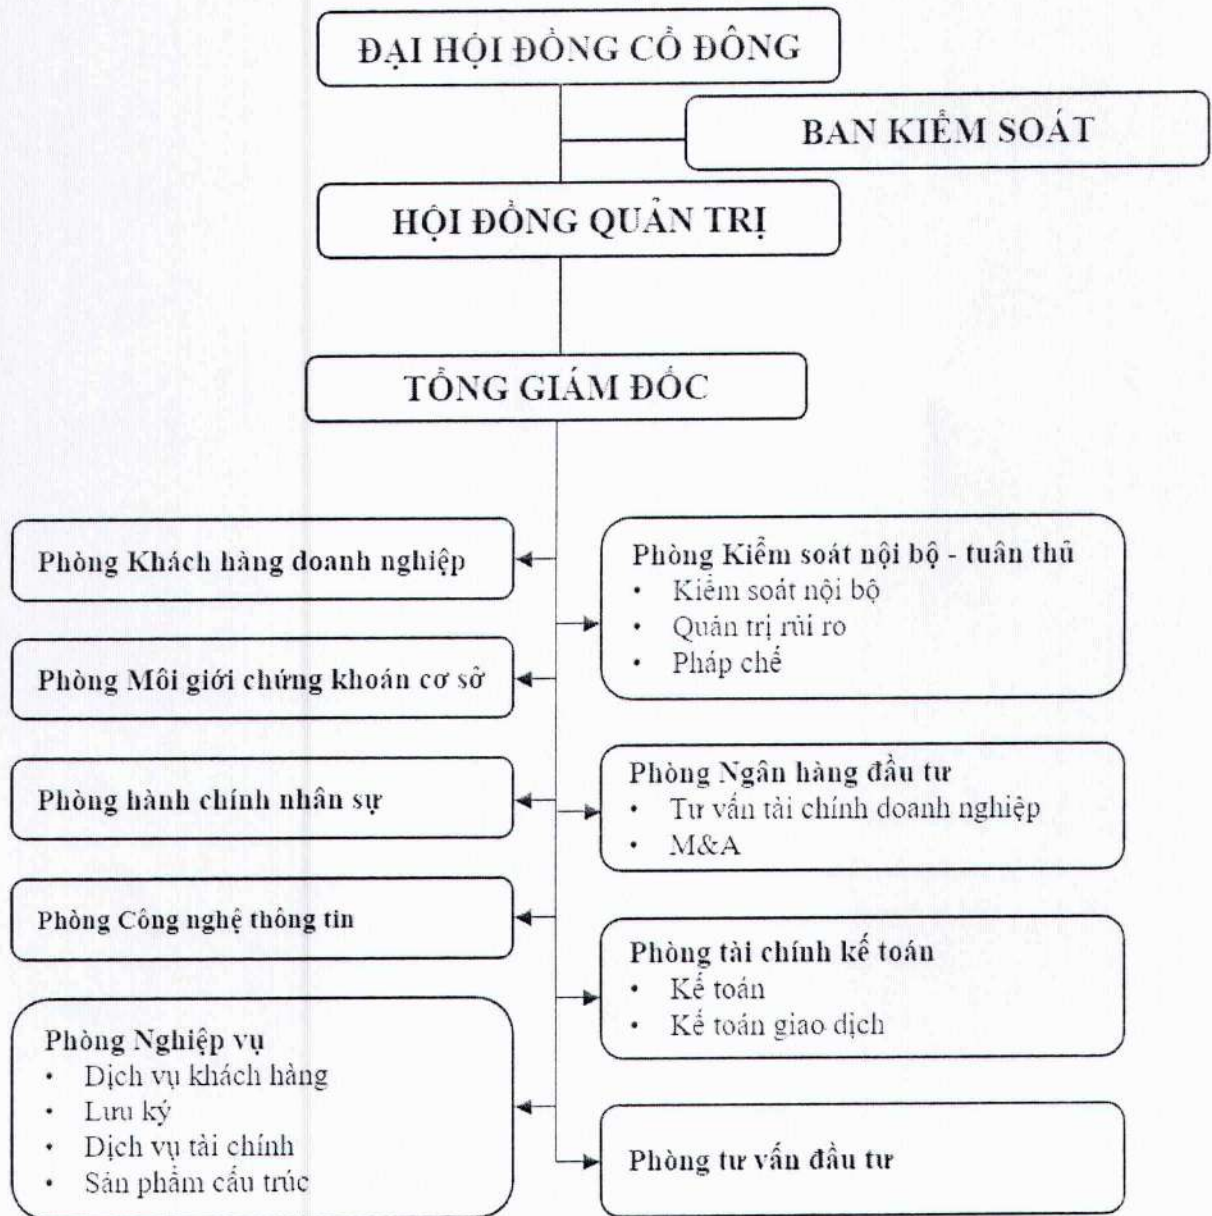 ĐẠI HỘI ĐỒNG CỔ ĐÔNG
BAN KIỂM SOÁT
HỘI ĐỒNG QUẢN TRỊ
TỔNG GIÁM ĐỐC
Phòng Khách hàng doanh nghiệp
Phòng Môi giới chứng khoán cơ sở
Phòng hành chính nhân sự
Phòng Công nghệ thông tin
Phòng Nghiệp vụ
• Dịch vụ khách hàng
• Lưu ký
• Dịch vụ tài chính
• Sản phẩm cấu trúc
Phòng Kiểm soát nội bộ - tuân thủ
• Kiểm soát nội bộ
• Quản trị rủi ro
• Pháp chế
Phòng Ngân hàng đầu tư
• Tư vấn tài chính doanh nghiệp
• M&A
Phòng tài chính kế toán
• Kế toán
• Kế toán giao dịch
Phòng tư vấn đầu tư